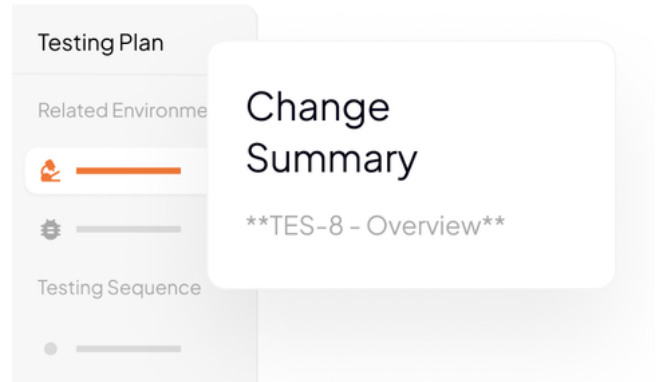 Testing Plan
Related Environme
Testing Sequence
Change
Summary
**TES-8 - Overview**